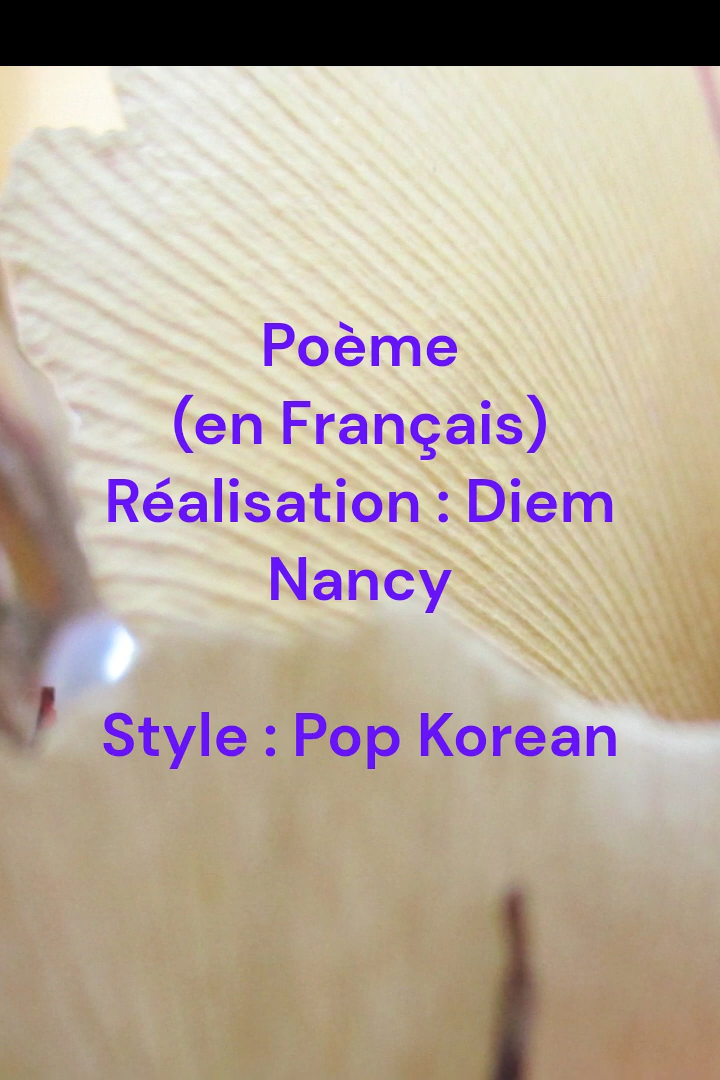 Poème
(en Français)
Réalisation : Diem
Nancy
Style : Pop Korean